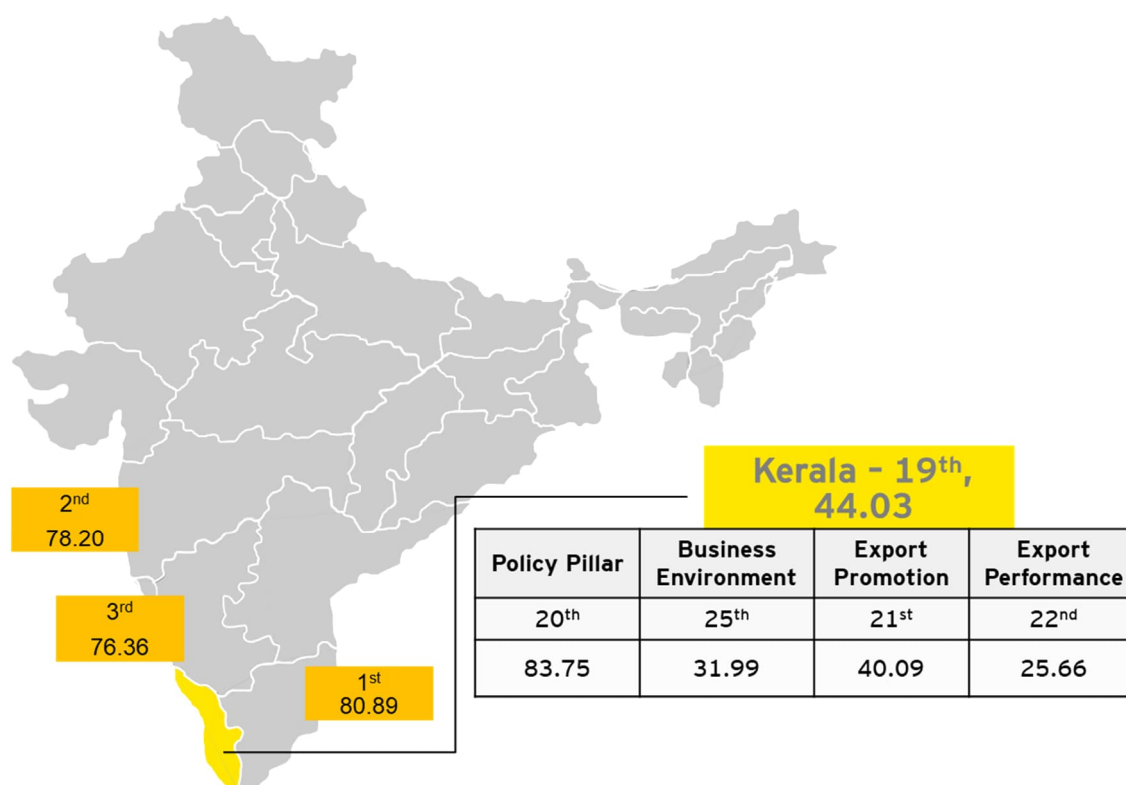 2nd
78.20
3rd
76.36
1st
80.89
Kerala – 19th,
44.03
Policy Pillar
Business
Environment
Export
Promotion
Export
Performance
20th
25th
21st
22nd
83.75
31.99
40.09
25.66